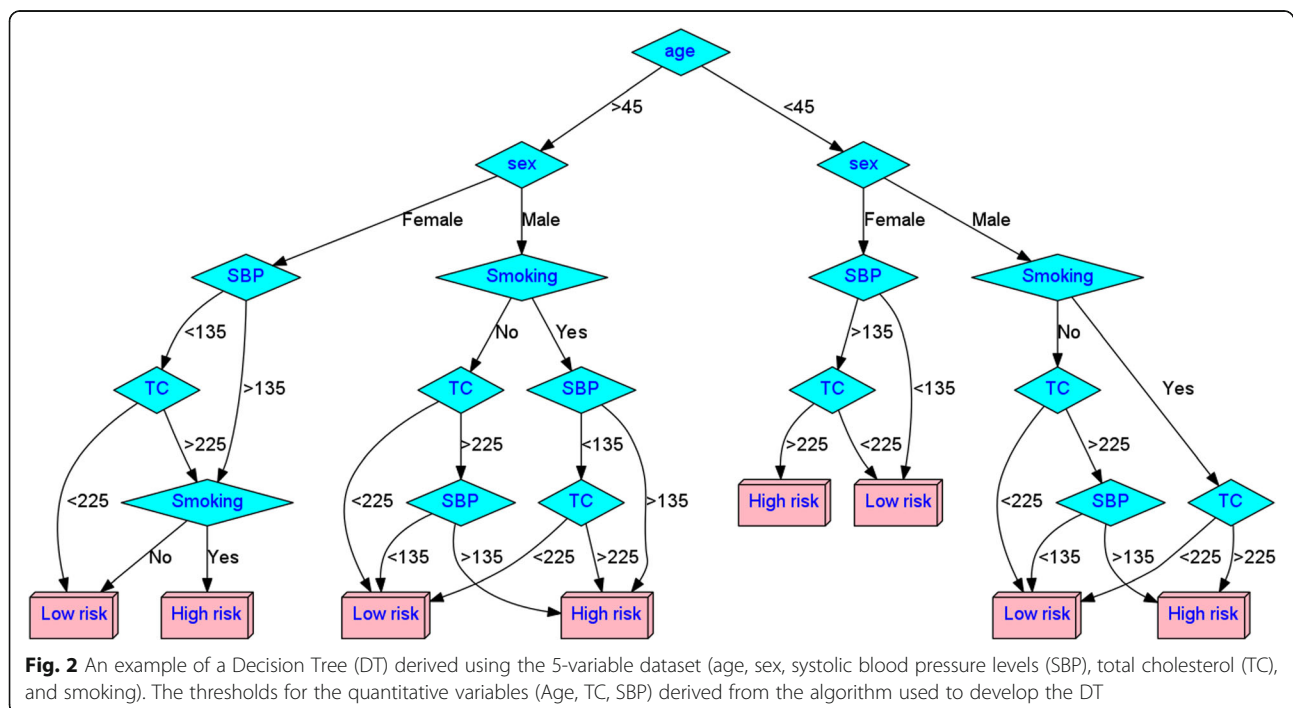 age
>45
<45
sex
sex
Female
Male
Female
Male
SBP
Smoking
SBP
Smoking
<135
>135
No
Yes
>135
<135
No
Yes
TC
TC
SBP
TC
TC
<225
>225
<225
>225
<135
>135
>225
<225
<225
>225
Smoking
SBP
TC
High risk
Low risk
SBP
TC
No
Yes
<135
>135
<225
>225
<135
>135
<225
>225
Low risk
High risk
Low risk
High risk
Low risk
High risk
Fig. 2 An example of a Decision Tree (DT) derived using the 5-variable dataset (age, sex, systolic blood pressure levels (SBP), total cholesterol (TC),
and smoking). The thresholds for the quantitative variables (Age, TC, SBP) derived from the algorithm used to develop the DT